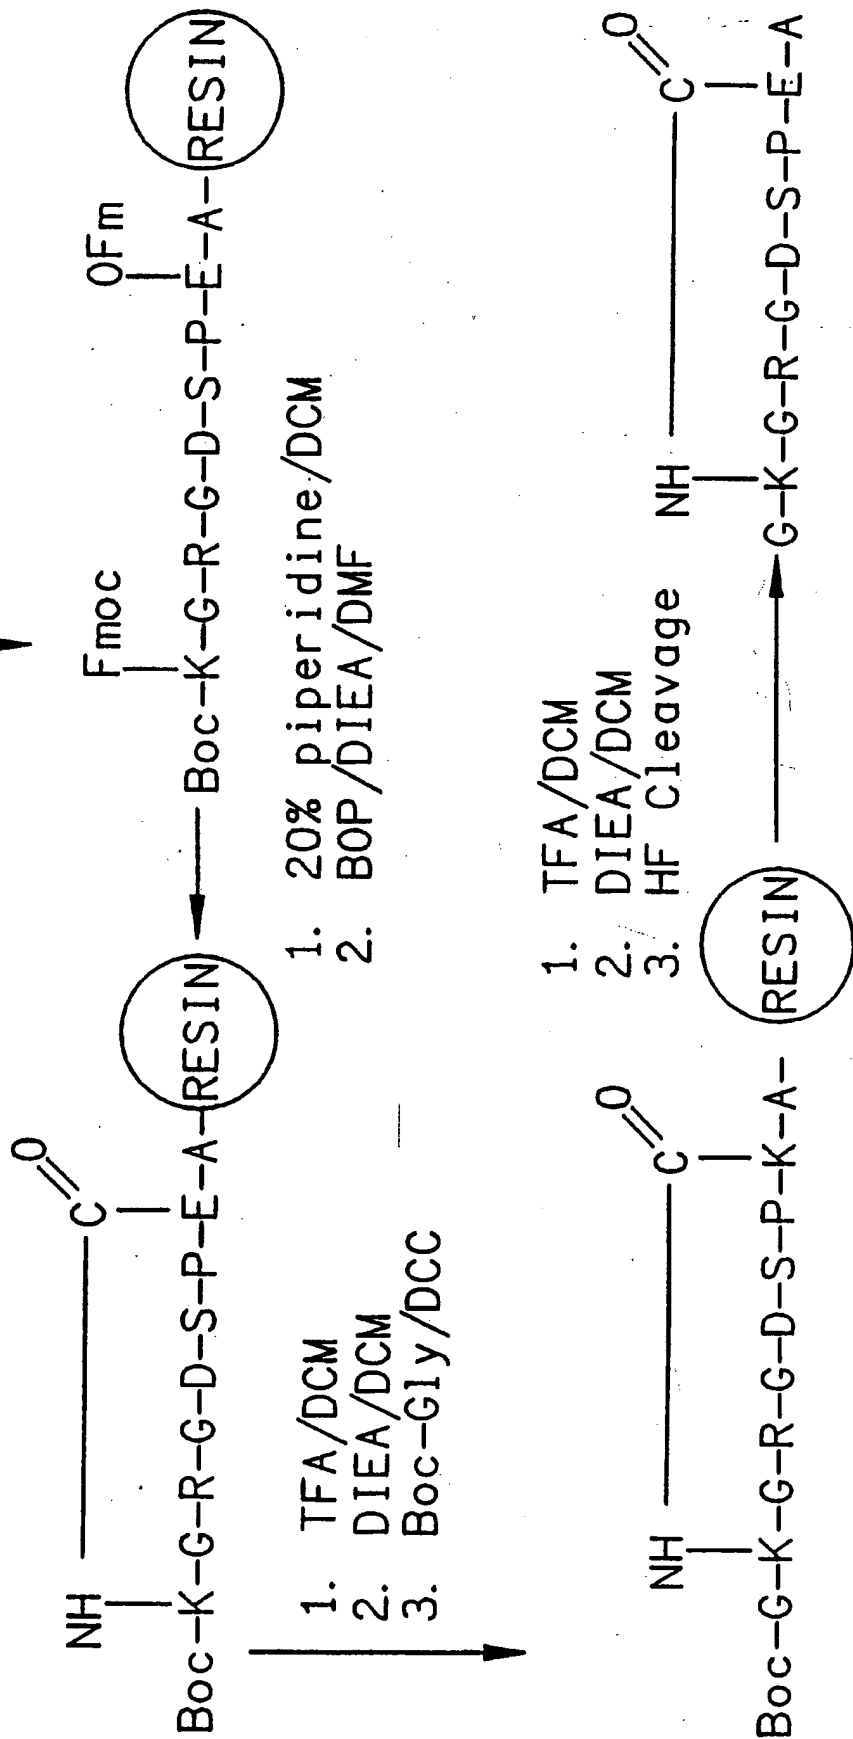 Fmoc
OFm
Boc-K-G-R-G-D-S-P-E-A-RESIN
1. 20% piperidine/DCM
2. BOP/DIEA/DMF
NH
C
O
Boc-K-G-R-G-D-S-P-E-A-RESIN
1. TFA/DCM
2. DIEA/DCM
3. Boc-Gly/DCC
NH
C
O
Boc-G-K-G-R-G-D-S-P-K-A-RESIN
1. TFA/DCM
2. DIEA/DCM
3. HF Cleavage
NH
C
O
G-K-G-R-G-D-S-P-E-A